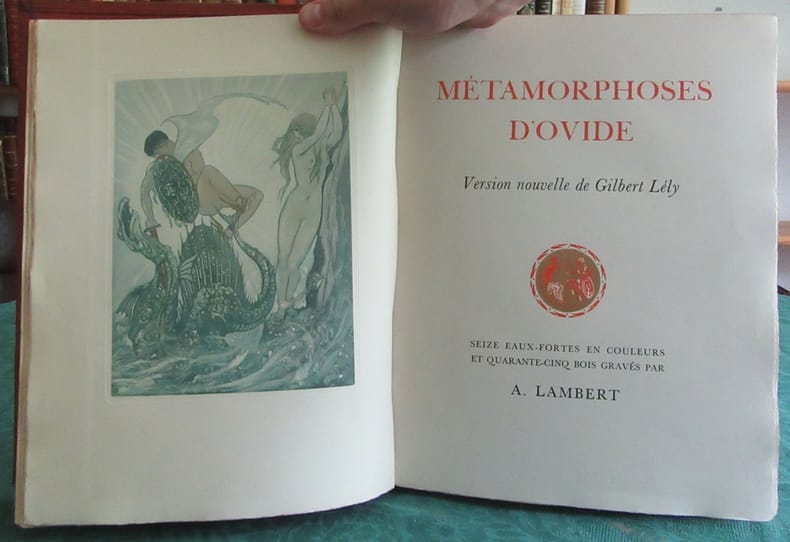 MÉTAMORPHOSES
D'OVIDE
Version nouvelle de Gilbert Lély
SEIZE EAUX-FORTES EN COULEURS
ET QUARANTE-CINQ BOIS GRAVÉS PAR
A. LAMBERT